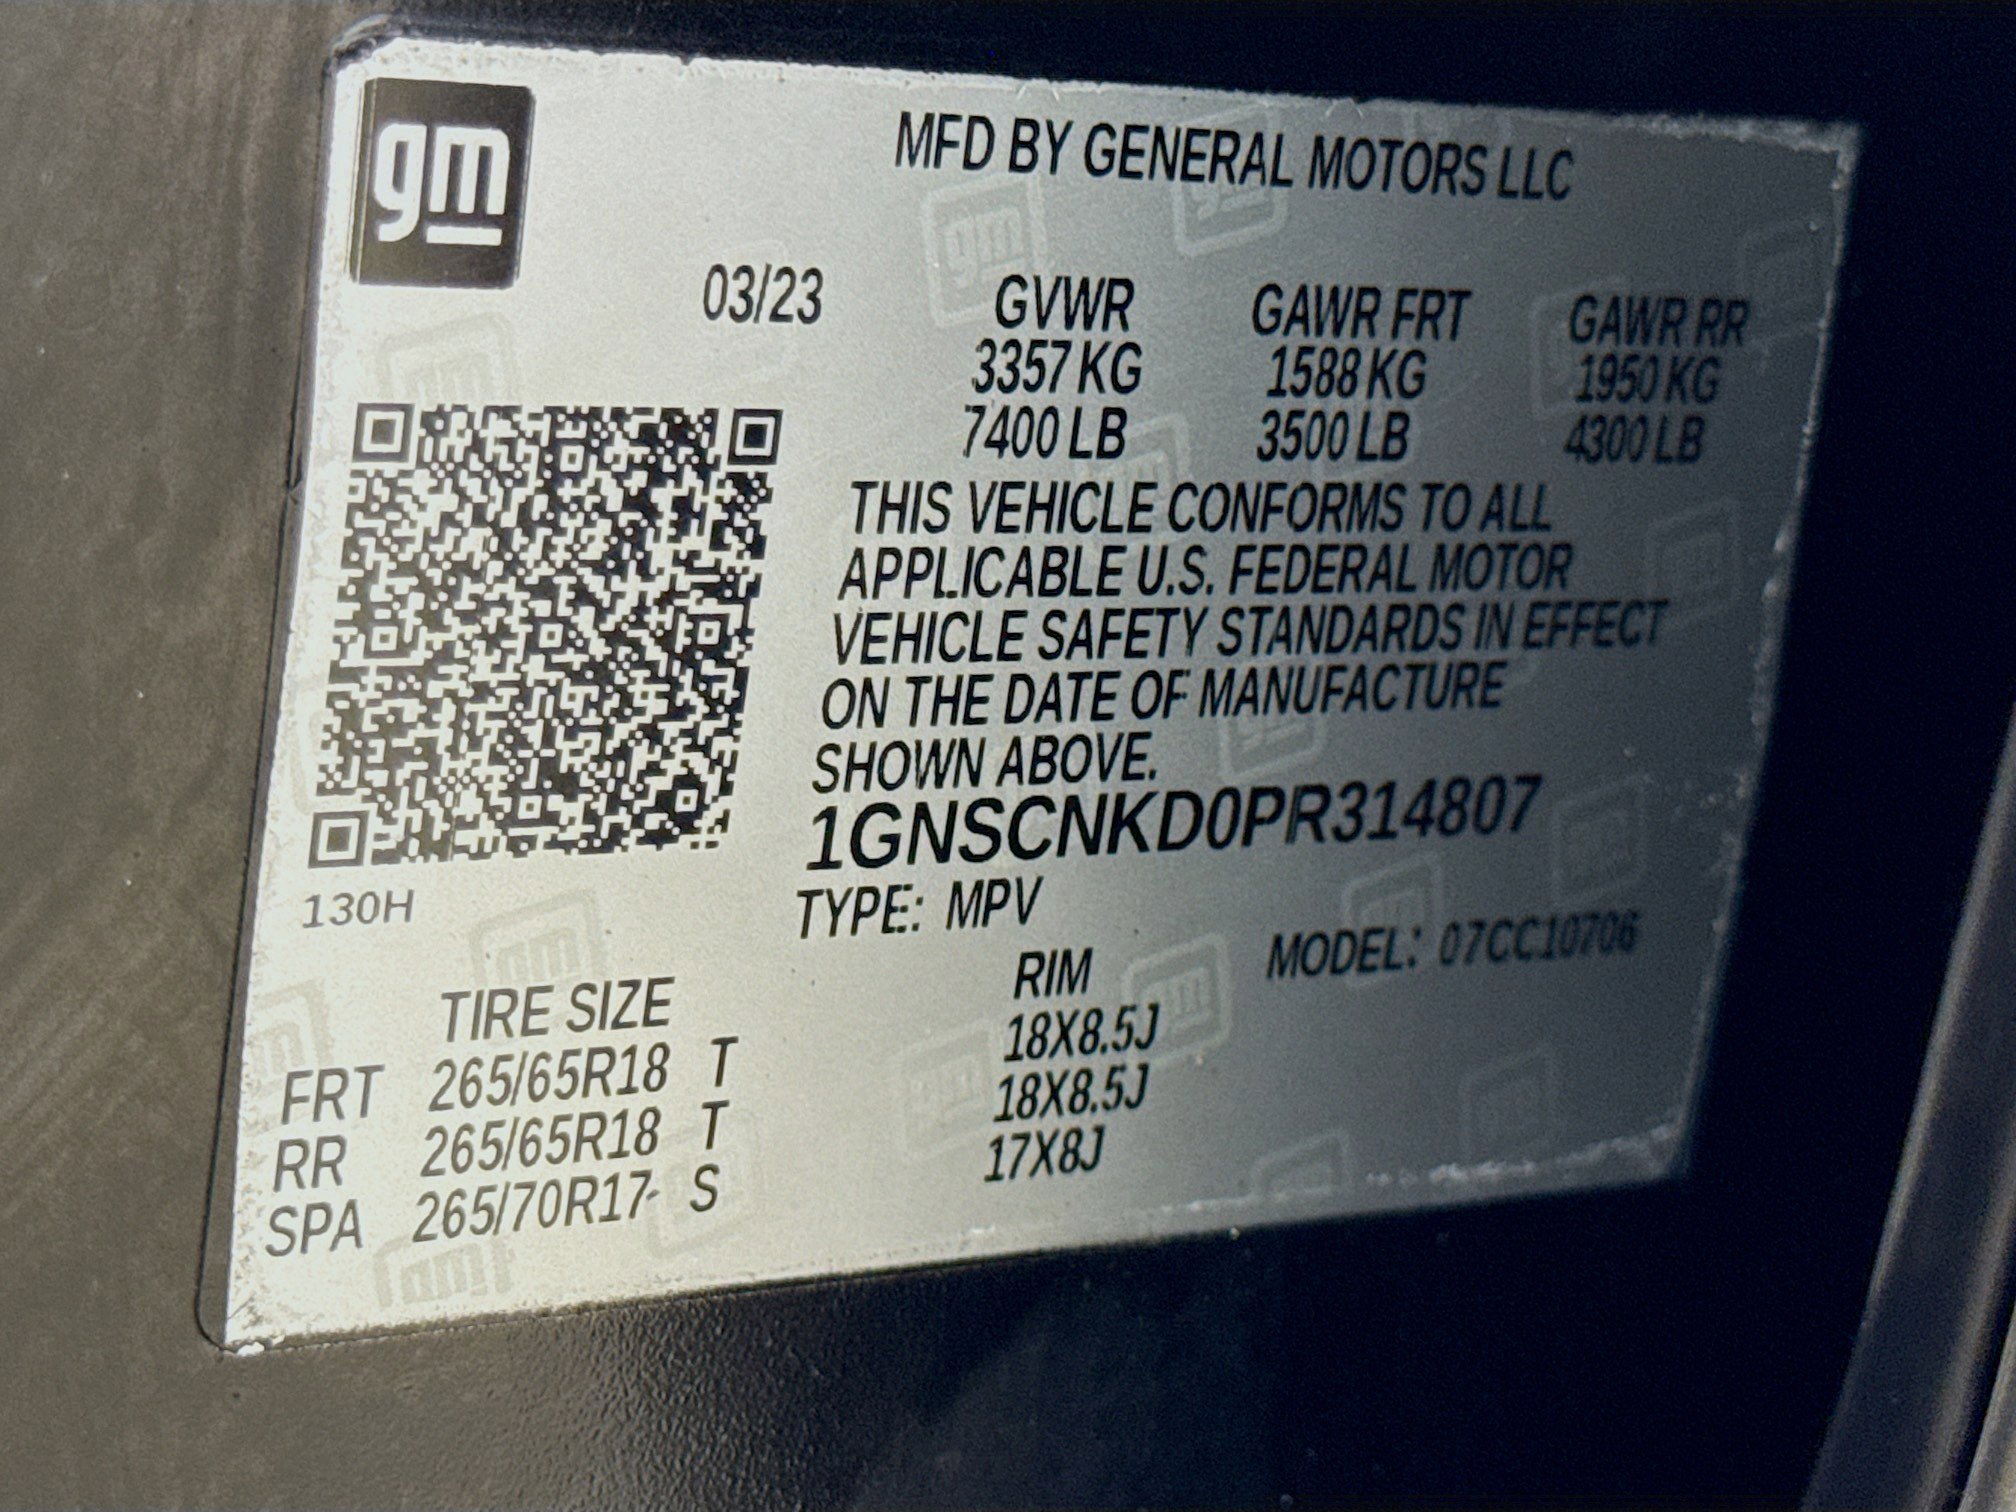 gm
MFD BY GENERAL MOTORS LLC
03/23 GVWR GAWR FRT GAWR RR
3357 KG 1588 KG 1950 KG
7400 LB 3500 LB 4300 LB
THIS VEHICLE CONFORMS TO ALL
APPLICABLE U.S. FEDERAL MOTOR
VEHICLE SAFETY STANDARDS IN EFFECT
ON THE DATE OF MANUFACTURE
SHOWN ABOVE.
1GNSCNKD0PR314807
130H
TYPE: MPV MODEL: 07CC10706
TIRE SIZE RIM
FRT 265/65R18 T 18X8.5J
RR 265/65R18 T 18X8.5J
SPA 265/70R17 S 17X8J